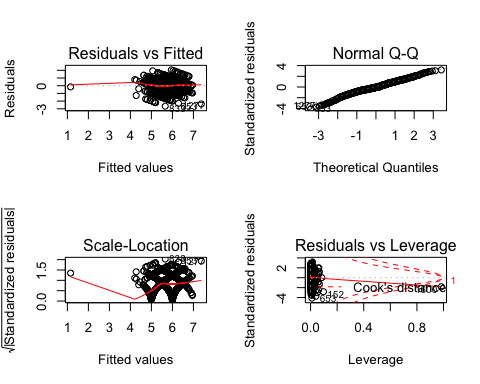 Residuals vs Fitted
Residuals
-3 0
1 2 3 4 5 6 7
Fitted values
Normal Q-Q
Standardized residuals
-4 0 4
-3 -1 1 2 3
Theoretical Quantiles
Scale-Location
√|Standardized residuals|
0.0 1.5
1 2 3 4 5 6 7
Fitted values
Residuals vs Leverage
Standardized residuals
-4 2
Cook's distance
1
0.0 0.4 0.8
Leverage